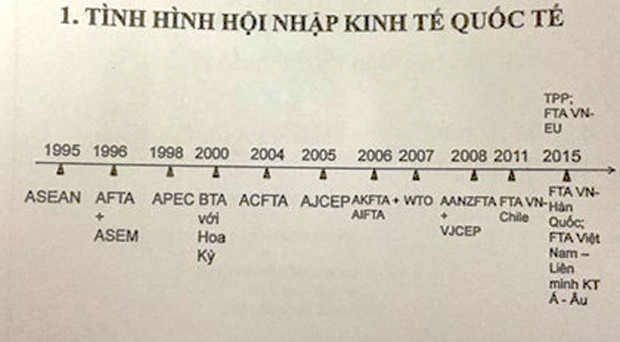 1. TÌNH HÌNH HỘI NHẬP KINH TẾ QUỐC TẾ
TPP;
FTA VN-
EU
1995 1996 1998 2000 2004 2005 2006 2007 2008 2011 2015
ASEAN
AFTA
+
ASEM
APEC
BTA
với
Hoa
Kỳ
ACFTA
AJCEP
AKFTA +
AIFTA
WTO
AANZFTA
+
VJCEP
FTA VN-
Chile
FTA VN-
Hàn
Quốc;
FTA Việt
Nam –
Liên
minh KT
Á - Âu